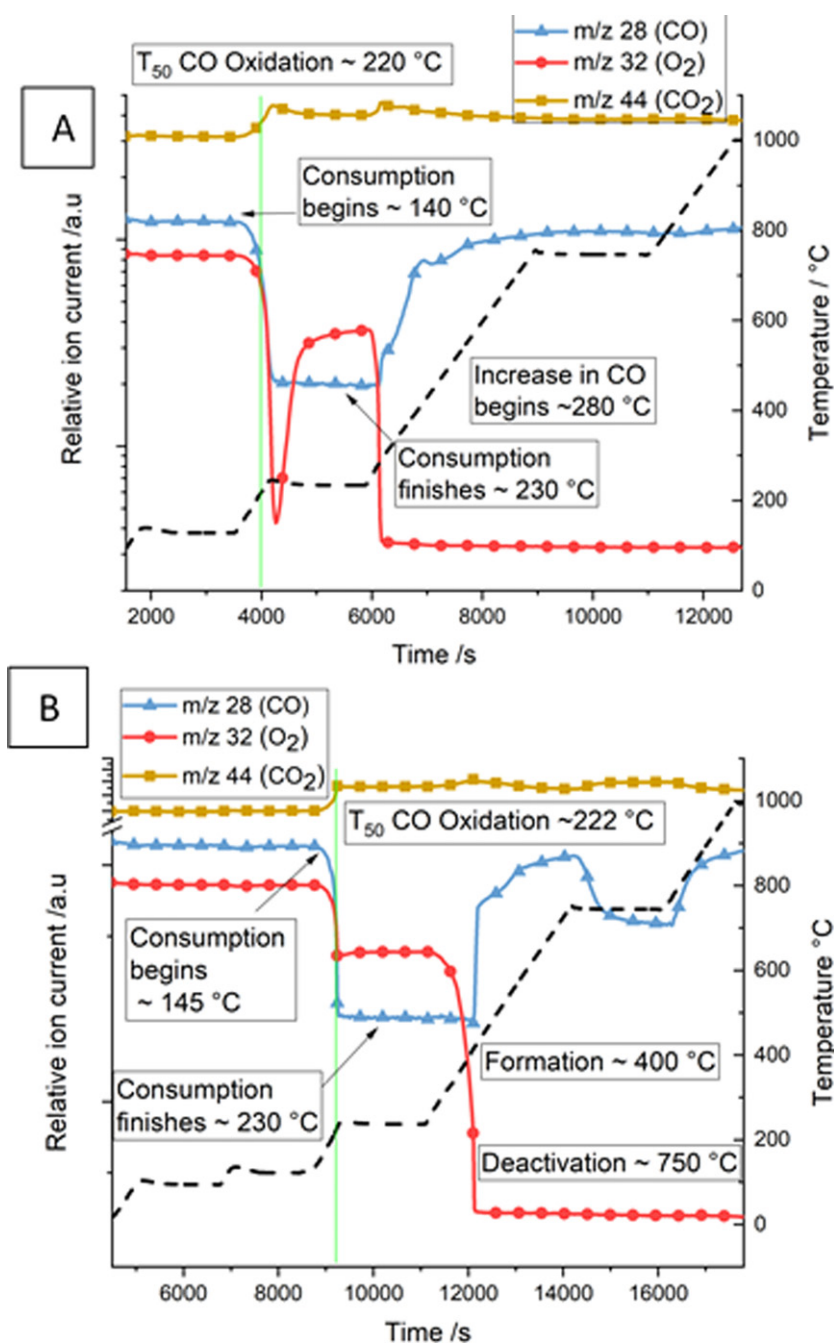 m/z 28 (CO)
T₅₀ CO Oxidation ~ 220 °C
m/z 32 (O₂)
m/z 44 (CO₂)
A
Consumption
begins ~ 140 °C
Increase in CO
begins ~280 °C
Consumption
finishes ~ 230 °C
Relative ion current /a.u
1000
800
600
400
200
0
Temperature / °C
2000 4000 6000 8000 10000 12000
Time /s
B
m/z 28 (CO)
m/z 32 (O₂)
m/z 44 (CO₂)
T₅₀ CO Oxidation ~222 °C
Consumption
begins
~ 145 °C
Formation ~ 400 °C
Consumption
finishes ~ 230 °C
Deactivation ~ 750 °C
Relative ion current /a.u
1000
800
600
400
200
0
Temperature °C
6000 8000 10000 12000 14000 16000
Time /s